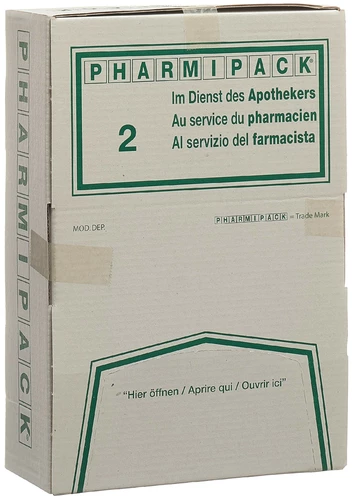 PHARMIPACK®
Im Dienst des Apothekers
Au service du pharmacien
2
Al servizio del farmacista
MOD. DEP.
PHARMIPACK = Trade Mark
"Hier öffnen / Aprire qui / Ouvrir ici"
PHARMIPACK®